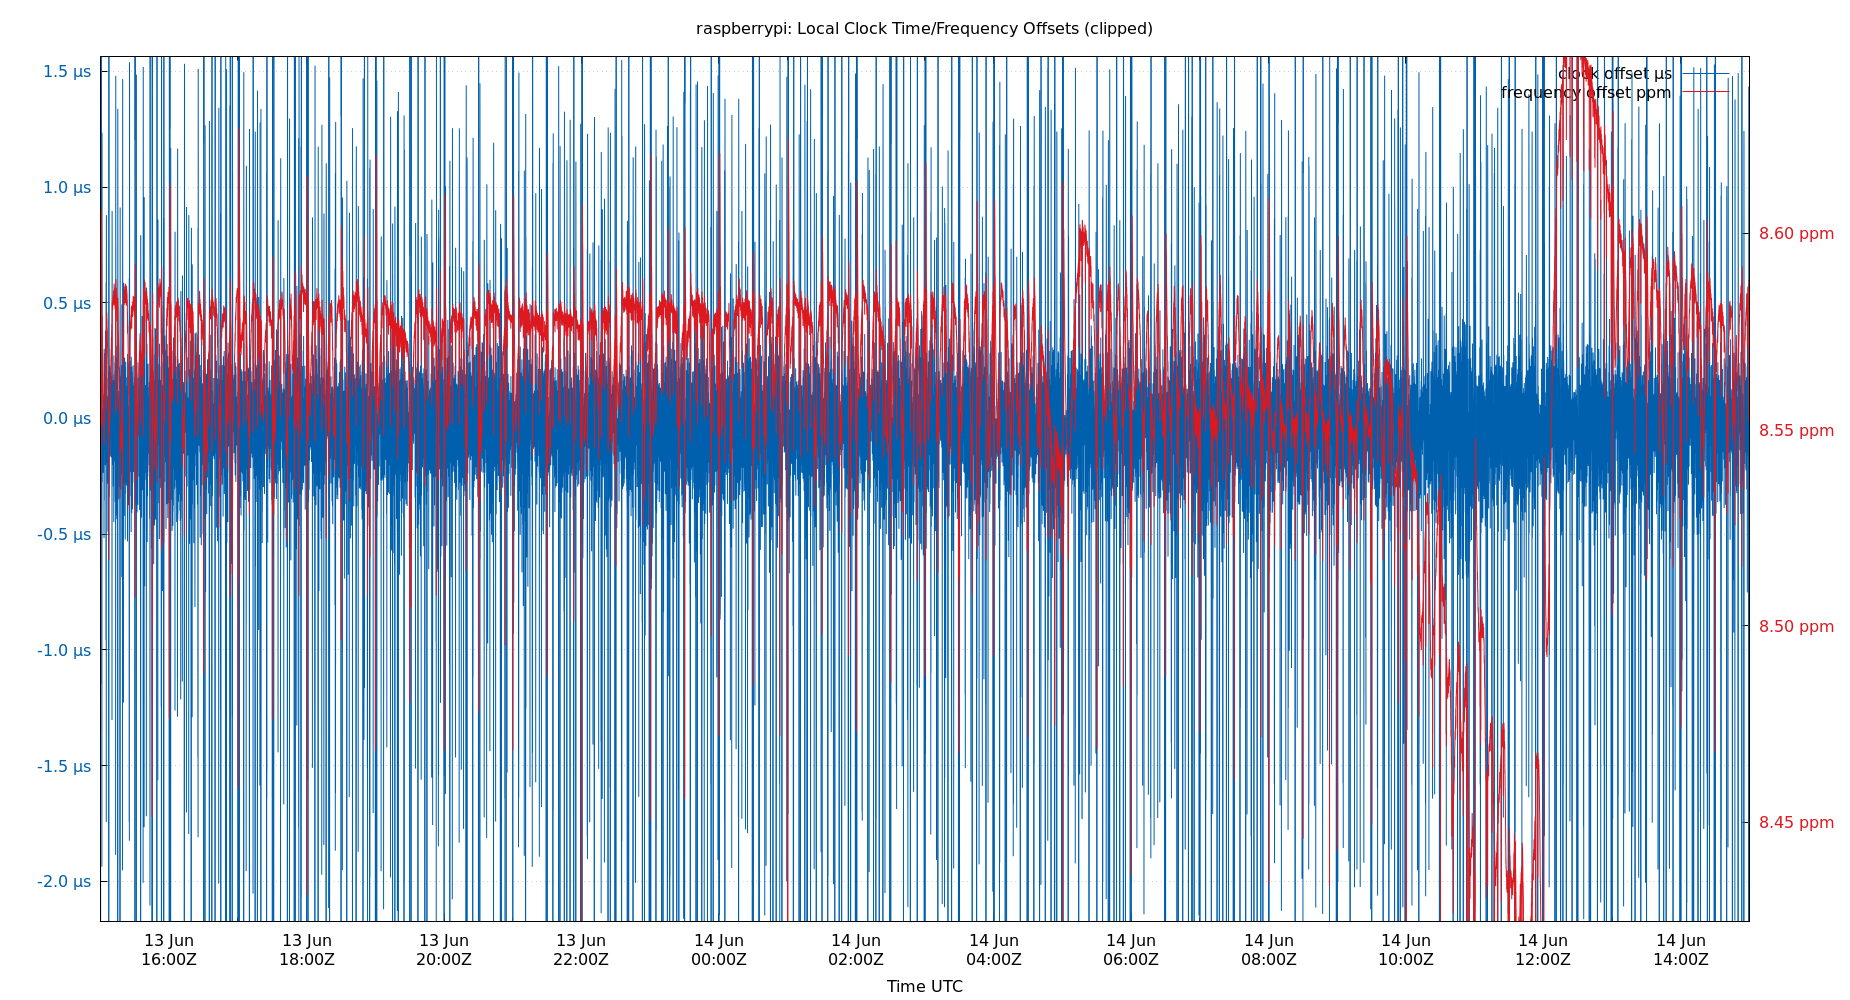 raspberrypi: Local Clock Time/Frequency Offsets (clipped)
clock offset µs
frequency offset ppm
1.5 µs
1.0 µs
0.5 µs
0.0 µs
-0.5 µs
-1.0 µs
-1.5 µs
-2.0 µs
8.60 ppm
8.55 ppm
8.50 ppm
8.45 ppm
13 Jun 13 Jun 13 Jun 13 Jun 14 Jun 14 Jun 14 Jun 14 Jun 14 Jun 14 Jun 14 Jun 14 Jun
16:00Z 18:00Z 20:00Z 22:00Z 00:00Z 02:00Z 04:00Z 06:00Z 08:00Z 10:00Z 12:00Z 14:00Z
Time UTC